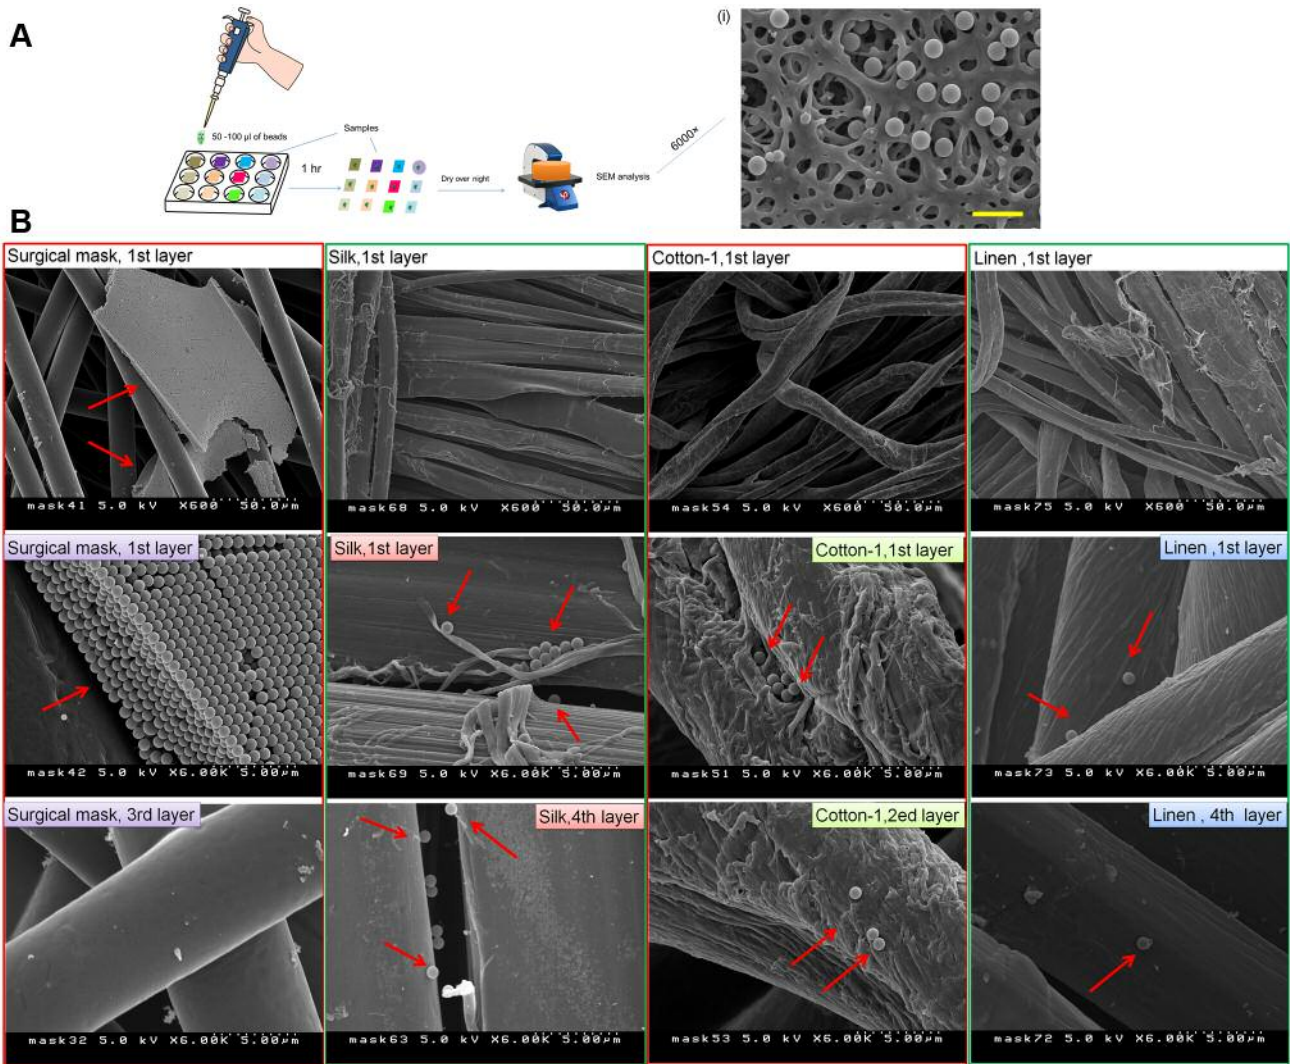 A
50 -100 µl of beads
Samples
1 hr
Dry over night
SEM analysis
6000×
(i)
B
Surgical mask, 1st layer
mask41 5.0 kV X600 50.0µm
Silk,1st layer
mask68 5.0 kV X600 50.0µm
Cotton-1,1st layer
mask54 5.0 kV X600 50.0µm
Linen ,1st layer
mask75 5.0 kV X600 50.0µm
Surgical mask, 1st layer
mask42 5.0 kV X6.00K 5.00µm
Silk,1st layer
mask69 5.0 kV X6.00K 5.00µm
Cotton-1,1st layer
mask51 5.0 kV X6.00K 5.00µm
Linen ,1st layer
mask73 5.0 kV X6.00K 5.00µm
Surgical mask, 3rd layer
mask32 5.0 kV X6.00K 5.00µm
Silk,4th layer
mask63 5.0 kV X6.00K 5.00µm
Cotton-1,2ed layer
mask53 5.0 kV X6.00K 5.00µm
Linen , 4th layer
mask72 5.0 kV X6.00K 5.00µm